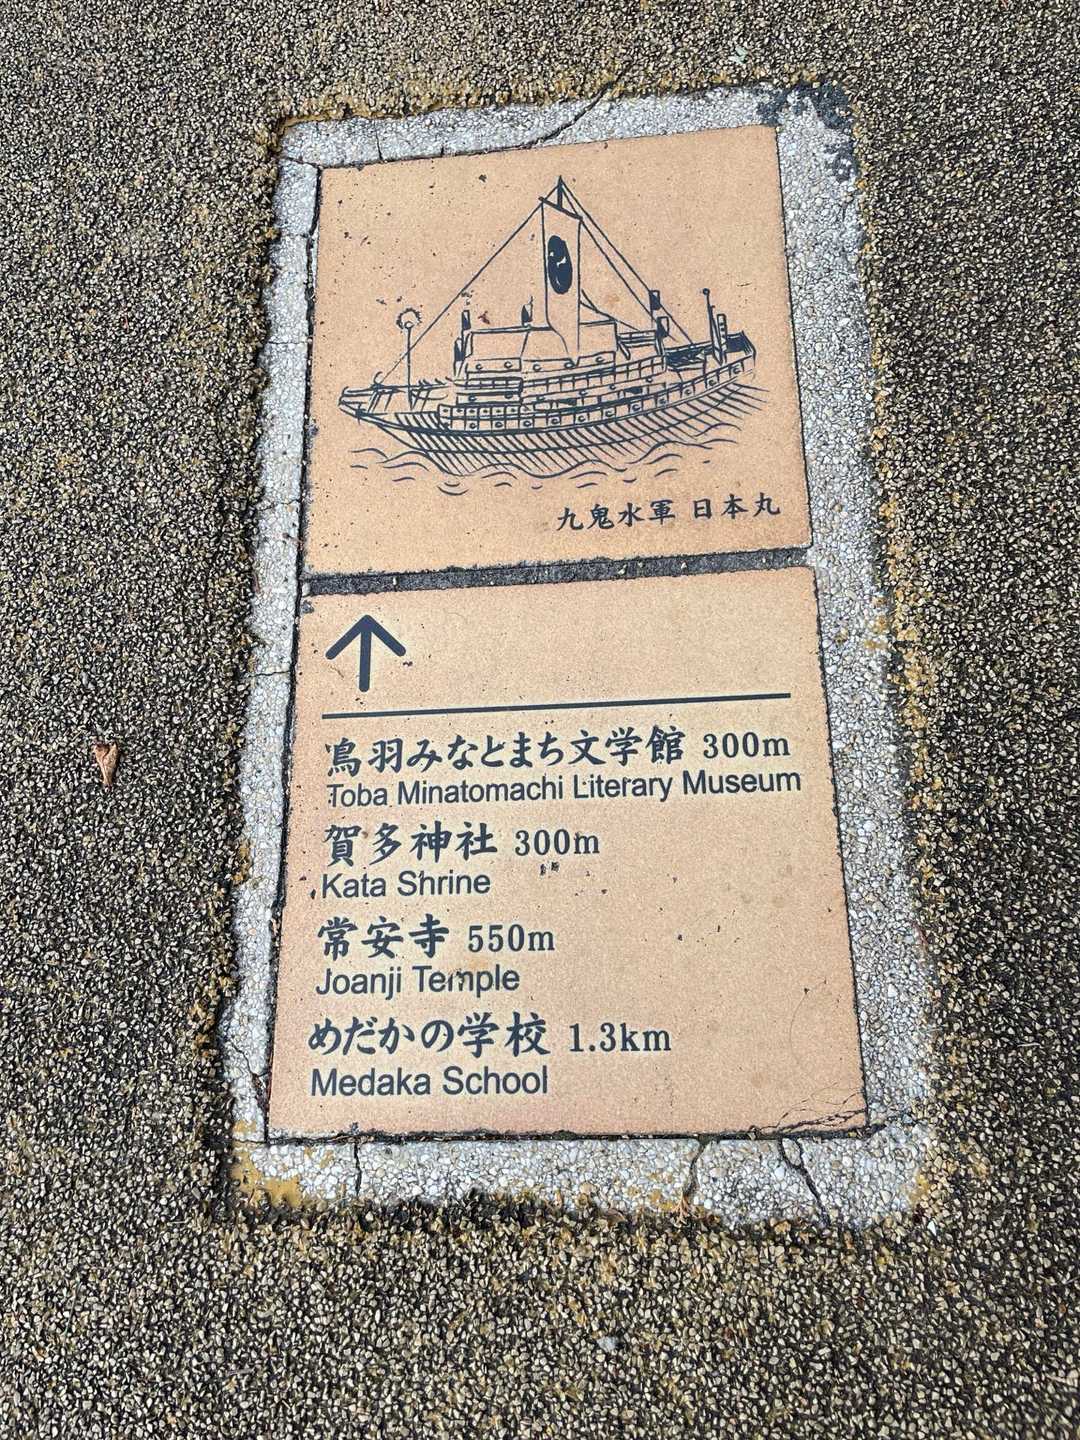 九鬼水軍 日本丸
鳥羽みなとまち文学館 300m
Toba Minatomachi Literary Museum
賀多神社 300m
Kata Shrine
常安寺 550m
Joanji Temple
めだかの学校 1.3km
Medaka School